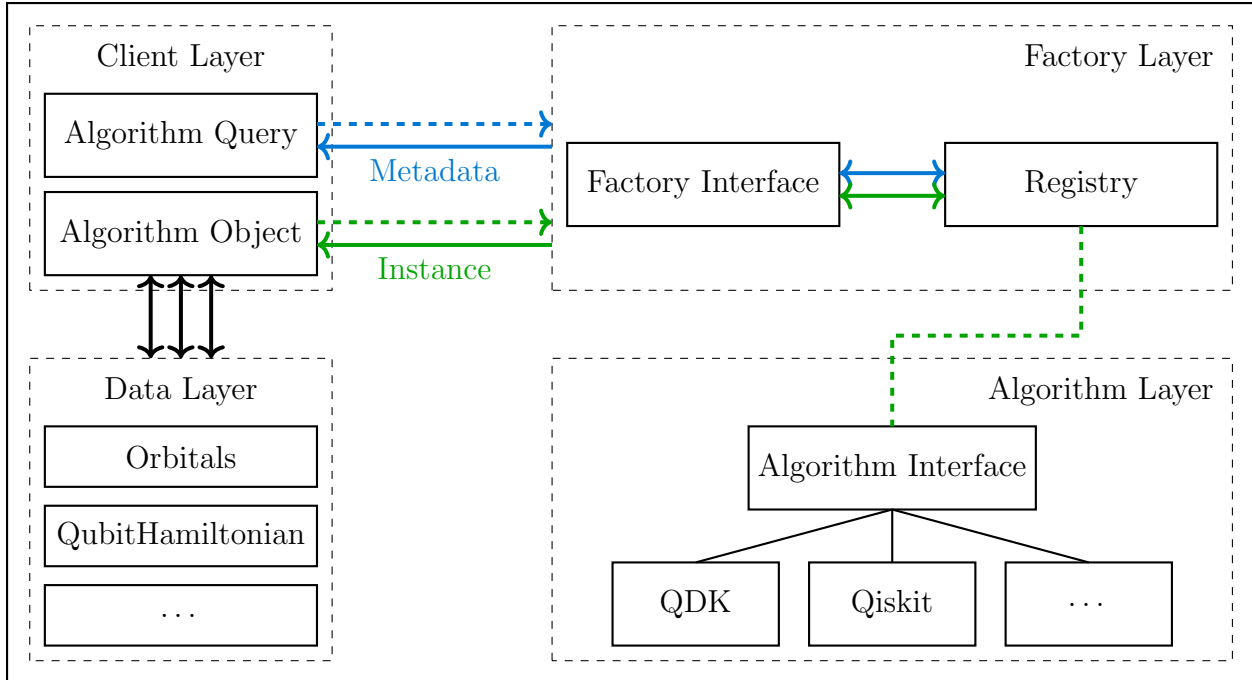 Client Layer
Algorithm Query
Algorithm Object
Metadata
Instance
Factory Layer
Factory Interface
Registry
Data Layer
Orbitals
QubitHamiltonian
...
Algorithm Layer
Algorithm Interface
QDK
Qiskit
...